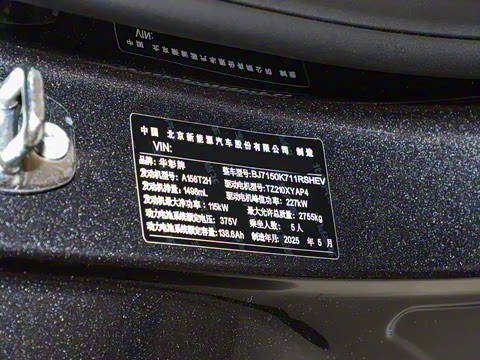 中国 北京新能源汽车股份有限公司 制造
VIN:
品牌: 华彩牌 整车型号: BJ7150K711RSHEV
发动机型号: A156T2H 驱动电机型号: TZ210XYAP4
发动机排量: 1496mL 驱动电机峰值功率: 227kW
发动机最大净功率: 115kW 最大允许总质量: 2755kg
动力电池系统额定电压: 375V 乘坐人数: 5人
动力电池系统额定容量: 138.6Ah 制造年月: 2025 年 5 月